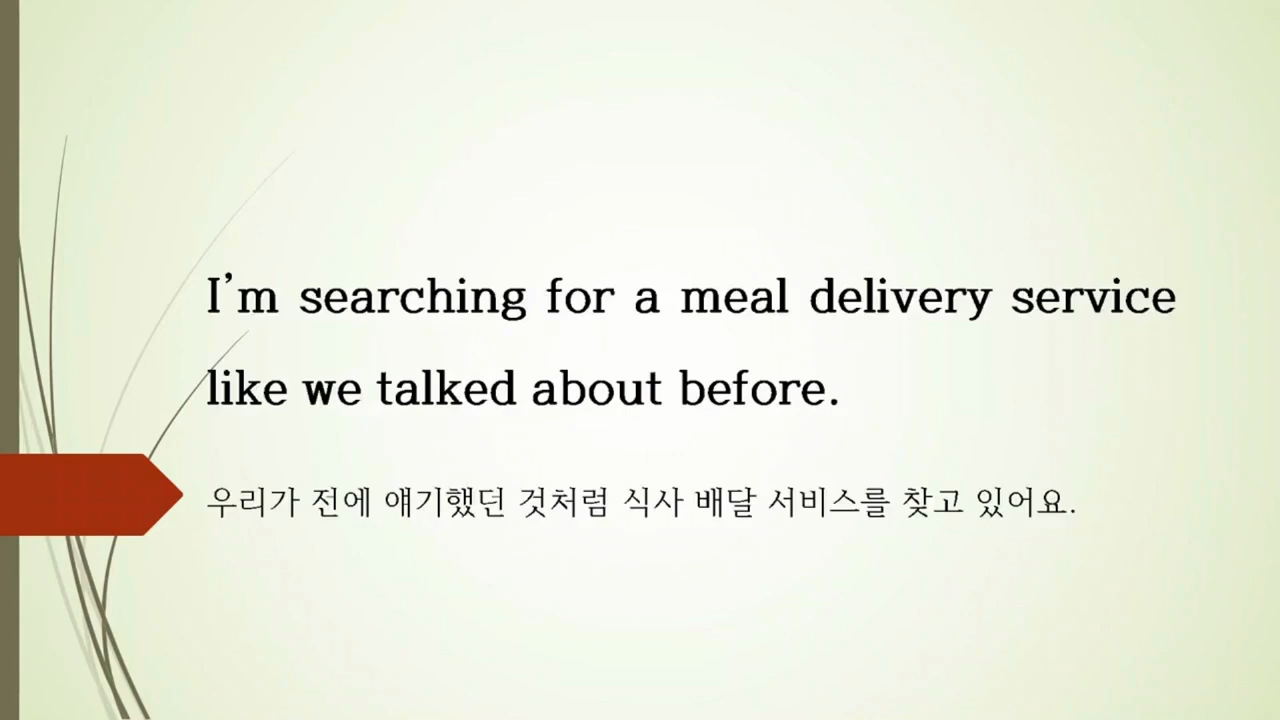 I’m searching for a meal delivery service
like we talked about before.
우리가 전에 얘기했던 것처럼 식사 배달 서비스를 찾고 있어요.